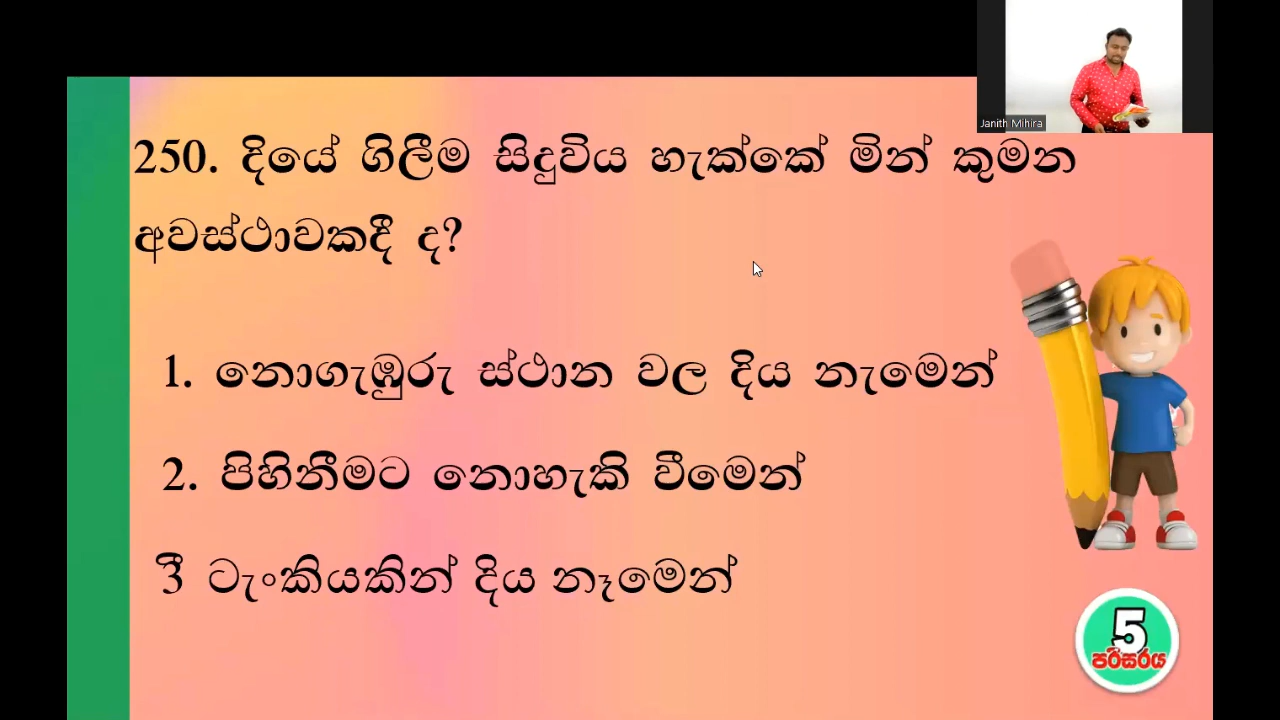 Janith Mihira
250. දියේ ගිලීම සිදුවිය හැක්කේ මින් කුමන
අවස්ථාවකදී ද?
1. නොගැඹුරු ස්ථාන වල දිය නෑමෙන්
2. පිහිනීමට නොහැකි වීමෙන්
3ී ටැංකියකින් දිය නෑමෙන්
5
පරිසරය